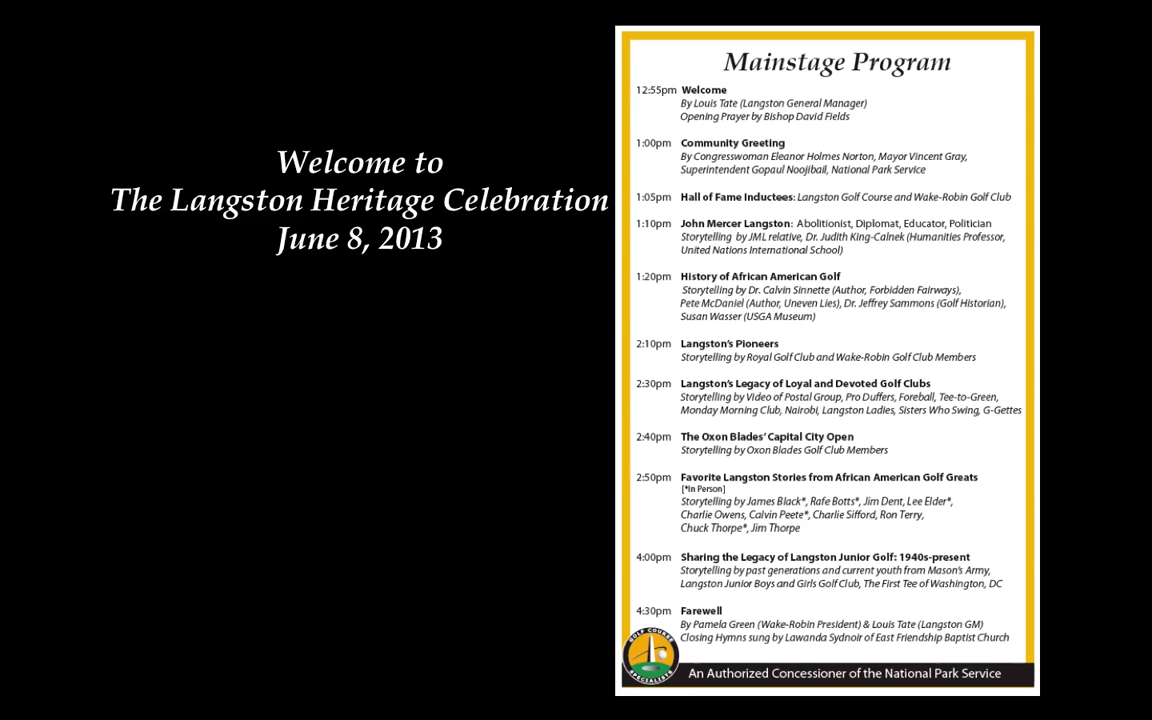 Welcome to
The Langston Heritage Celebration
June 8, 2013
Mainstage Program
12:55pm Welcome
By Louis Tate (Langston General Manager)
Opening Prayer by Bishop David Fields
1:00pm Community Greeting
By Congresswoman Eleanor Holmes Norton, Mayor Vincent Gray,
Superintendent Gopaul Noojibail, National Park Service
1:05pm Hall of Fame Inductees: Langston Golf Course and Wake-Robin Golf Club
1:10pm John Mercer Langston: Abolitionist, Diplomat, Educator, Politician
Storytelling by JML relative, Dr. Judith King-Calnek (Humanities Professor,
United Nations International School)
1:20pm History of African American Golf
Storytelling by Dr. Calvin Sinnette (Author, Forbidden Fairways),
Pete McDaniel (Author, Uneven Lies), Dr. Jeffrey Sammons (Golf Historian),
Susan Wasser (USGA Museum)
2:10pm Langston's Pioneers
Storytelling by Royal Golf Club and Wake-Robin Golf Club Members
2:30pm Langston's Legacy of Loyal and Devoted Golf Clubs
Storytelling by Video of Postal Group, Pro Duffers, Foreball, Tee-to-Green,
Monday Morning Club, Nairobi, Langston Ladies, Sisters Who Swing, G-Gettes
2:40pm The Oxon Blades' Capital City Open
Storytelling by Oxon Blades Golf Club Members
2:50pm Favorite Langston Stories from African American Golf Greats
[*In Person]
Storytelling by James Black*, Rafe Botts*, Jim Dent, Lee Elder*,
Charlie Owens, Calvin Peete*, Charlie Sifford, Ron Terry,
Chuck Thorpe*, Jim Thorpe
4:00pm Sharing the Legacy of Langston Junior Golf: 1940s-present
Storytelling by past generations and current youth from Mason's Army,
Langston Junior Boys and Girls Golf Club, The First Tee of Washington, DC
4:30pm Farewell
By Pamela Green (Wake-Robin President) & Louis Tate (Langston GM)
Closing Hymns sung by Lawanda Sydnoir of East Friendship Baptist Church
GOLF COURSE
SPECIALISTS
An Authorized Concessioner of the National Park Service